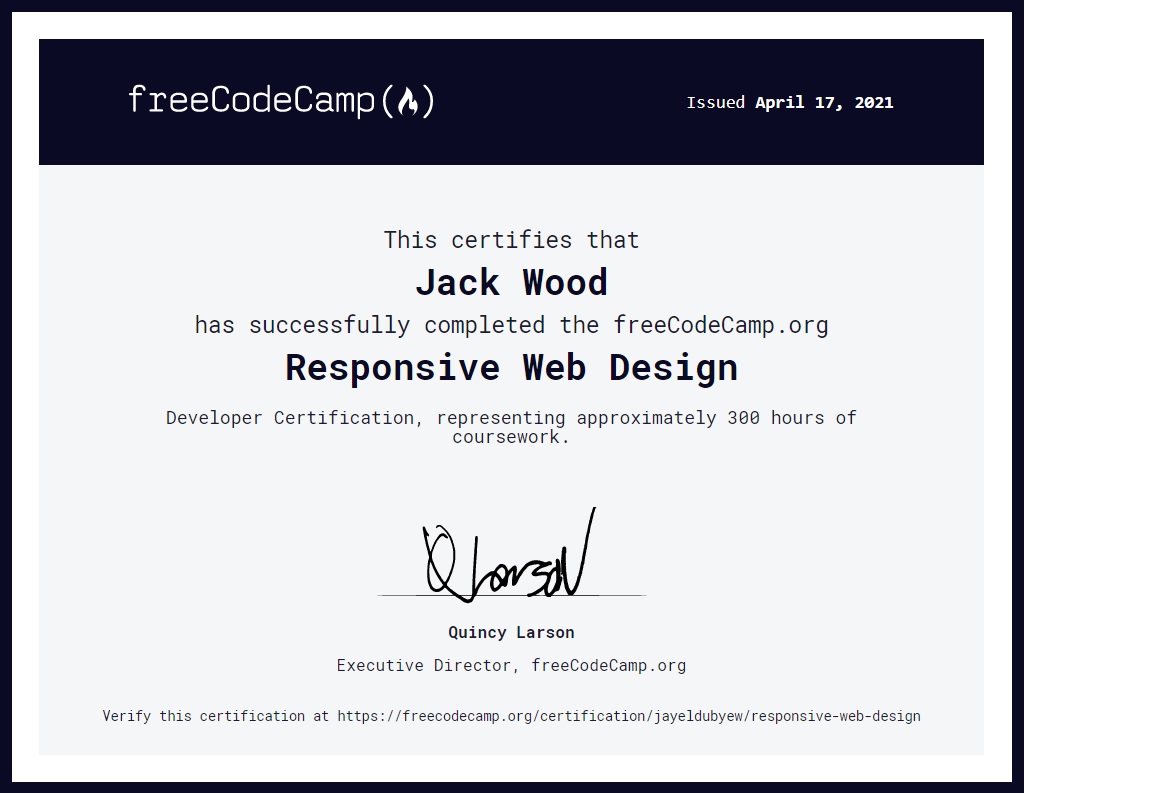 freeCodeCamp(🔥)
Issued April 17, 2021
This certifies that
Jack Wood
has successfully completed the freeCodeCamp.org
Responsive Web Design
Developer Certification, representing approximately 300 hours of
coursework.
Q Larson
Quincy Larson
Executive Director, freeCodeCamp.org
Verify this certification at https://freecodecamp.org/certification/jayeldubyew/responsive-web-design